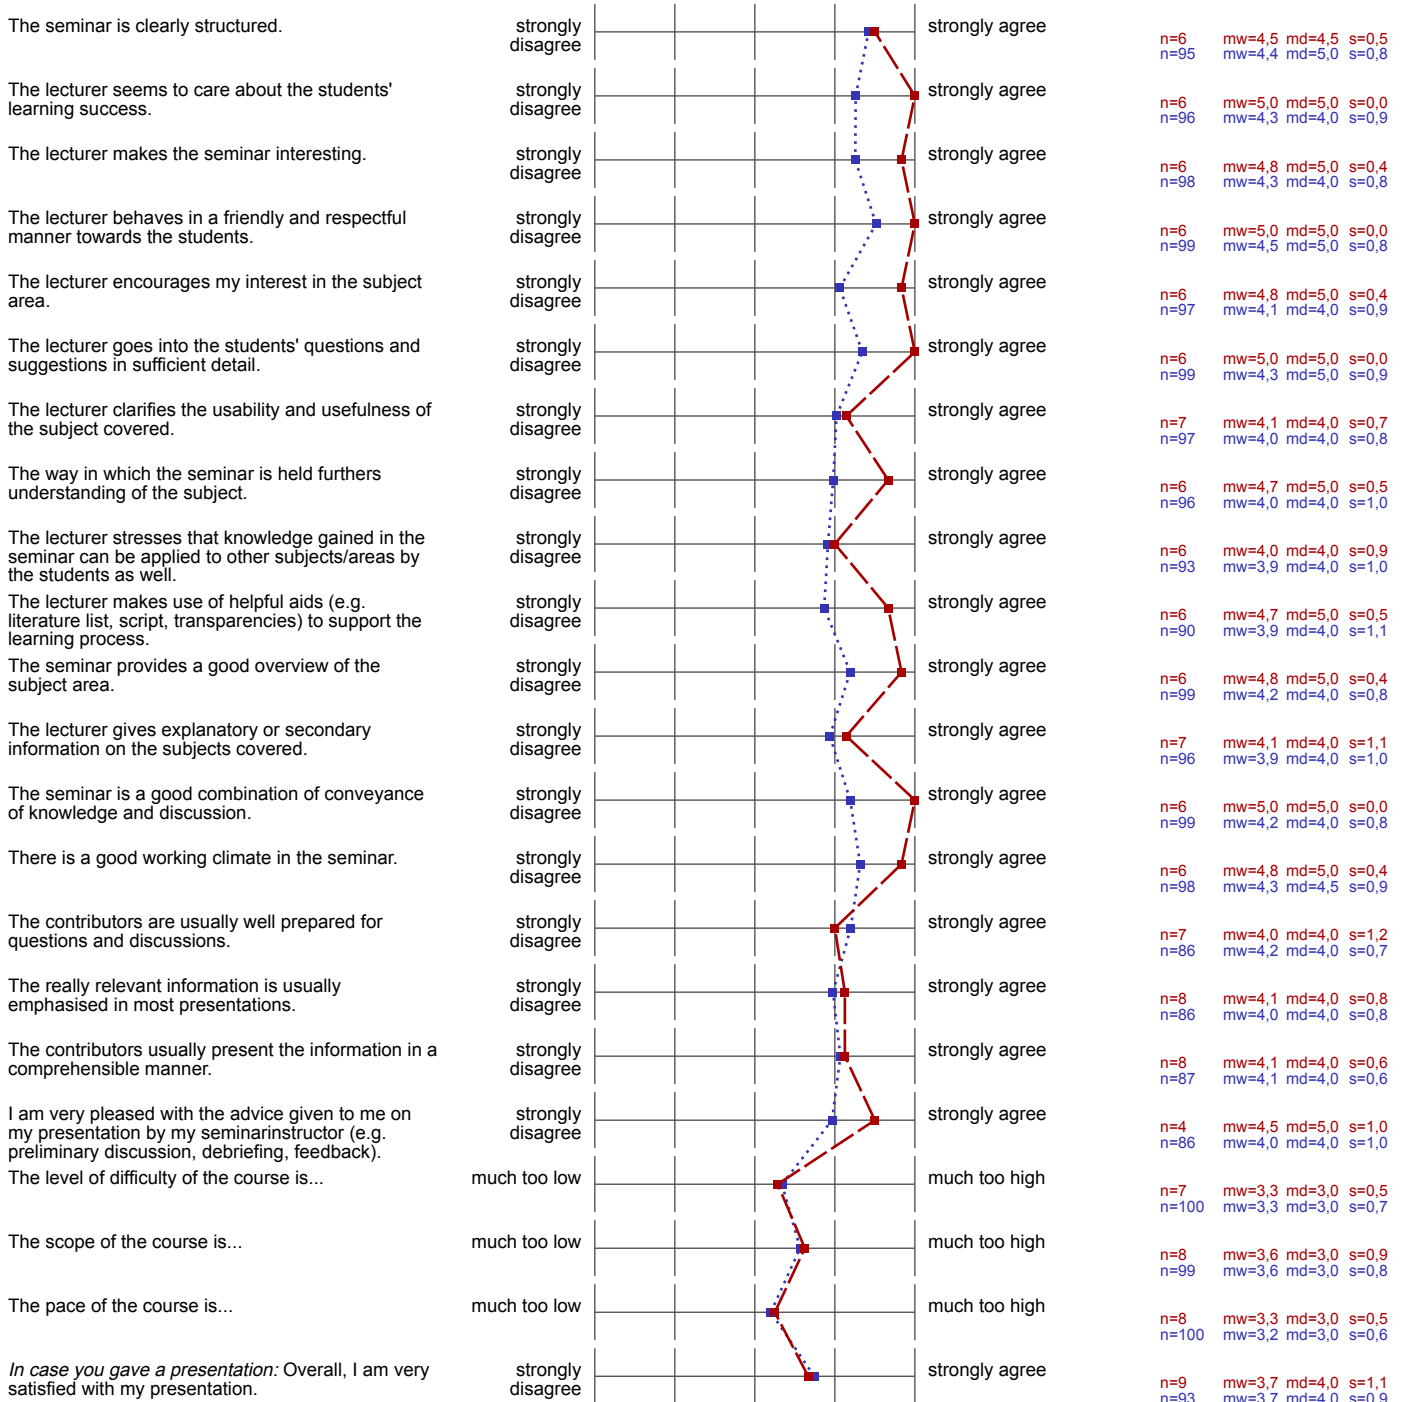 The seminar is clearly structured.
strongly disagree
strongly agree
n=6 mw=4,5 md=4,5 s=0,5
n=95 mw=4,4 md=5,0 s=0,8
The lecturer seems to care about the students'
learning success.
strongly disagree
strongly agree
n=6 mw=5,0 md=5,0 s=0,0
n=96 mw=4,3 md=4,0 s=0,9
The lecturer makes the seminar interesting.
strongly disagree
strongly agree
n=6 mw=4,8 md=5,0 s=0,4
n=98 mw=4,3 md=4,0 s=0,8
The lecturer behaves in a friendly and respectful
manner towards the students.
strongly disagree
strongly agree
n=6 mw=5,0 md=5,0 s=0,0
n=99 mw=4,5 md=5,0 s=0,8
The lecturer encourages my interest in the subject
area.
strongly disagree
strongly agree
n=6 mw=4,8 md=5,0 s=0,4
n=97 mw=4,1 md=4,0 s=0,9
The lecturer goes into the students' questions and
suggestions in sufficient detail.
strongly disagree
strongly agree
n=6 mw=5,0 md=5,0 s=0,0
n=99 mw=4,3 md=5,0 s=0,9
The lecturer clarifies the usability and usefulness of
the subject covered.
strongly disagree
strongly agree
n=7 mw=4,1 md=4,0 s=0,7
n=97 mw=4,0 md=4,0 s=0,8
The way in which the seminar is held furthers
understanding of the subject.
strongly disagree
strongly agree
n=6 mw=4,7 md=5,0 s=0,5
n=96 mw=4,0 md=4,0 s=1,0
The lecturer stresses that knowledge gained in the
seminar can be applied to other subjects/areas by
the students as well.
strongly disagree
strongly agree
n=6 mw=4,0 md=4,0 s=0,9
n=93 mw=3,9 md=4,0 s=1,0
The lecturer makes use of helpful aids (e.g.
literature list, script, transparencies) to support the
learning process.
strongly disagree
strongly agree
n=6 mw=4,7 md=5,0 s=0,5
n=90 mw=3,9 md=4,0 s=1,1
The seminar provides a good overview of the
subject area.
strongly disagree
strongly agree
n=6 mw=4,8 md=5,0 s=0,4
n=99 mw=4,2 md=4,0 s=0,8
The lecturer gives explanatory or secondary
information on the subjects covered.
strongly disagree
strongly agree
n=7 mw=4,1 md=4,0 s=1,1
n=96 mw=3,9 md=4,0 s=1,0
The seminar is a good combination of conveyance
of knowledge and discussion.
strongly disagree
strongly agree
n=6 mw=5,0 md=5,0 s=0,0
n=99 mw=4,2 md=4,0 s=0,8
There is a good working climate in the seminar.
strongly disagree
strongly agree
n=6 mw=4,8 md=5,0 s=0,4
n=98 mw=4,3 md=4,5 s=0,9
The contributors are usually well prepared for
questions and discussions.
strongly disagree
strongly agree
n=7 mw=4,0 md=4,0 s=1,2
n=86 mw=4,2 md=4,0 s=0,7
The really relevant information is usually
emphasised in most presentations.
strongly disagree
strongly agree
n=8 mw=4,1 md=4,0 s=0,8
n=86 mw=4,0 md=4,0 s=0,8
The contributors usually present the information in a
comprehensible manner.
strongly disagree
strongly agree
n=8 mw=4,1 md=4,0 s=0,6
n=87 mw=4,1 md=4,0 s=0,6
I am very pleased with the advice given to me on
my presentation by my seminarinstructor (e.g.
preliminary discussion, debriefing, feedback).
strongly disagree
strongly agree
n=4 mw=4,5 md=5,0 s=1,0
n=86 mw=4,0 md=4,0 s=1,0
The level of difficulty of the course is...
much too low
much too high
n=7 mw=3,3 md=3,0 s=0,5
n=100 mw=3,3 md=3,0 s=0,7
The scope of the course is...
much too low
much too high
n=8 mw=3,6 md=3,0 s=0,9
n=99 mw=3,6 md=3,0 s=0,8
The pace of the course is...
much too low
much too high
n=8 mw=3,3 md=3,0 s=0,5
n=100 mw=3,2 md=3,0 s=0,6
In case you gave a presentation: Overall, I am very
satisfied with my presentation.
strongly disagree
strongly agree
n=9 mw=3,7 md=4,0 s=1,1
n=93 mw=3,7 md=4,0 s=0,9